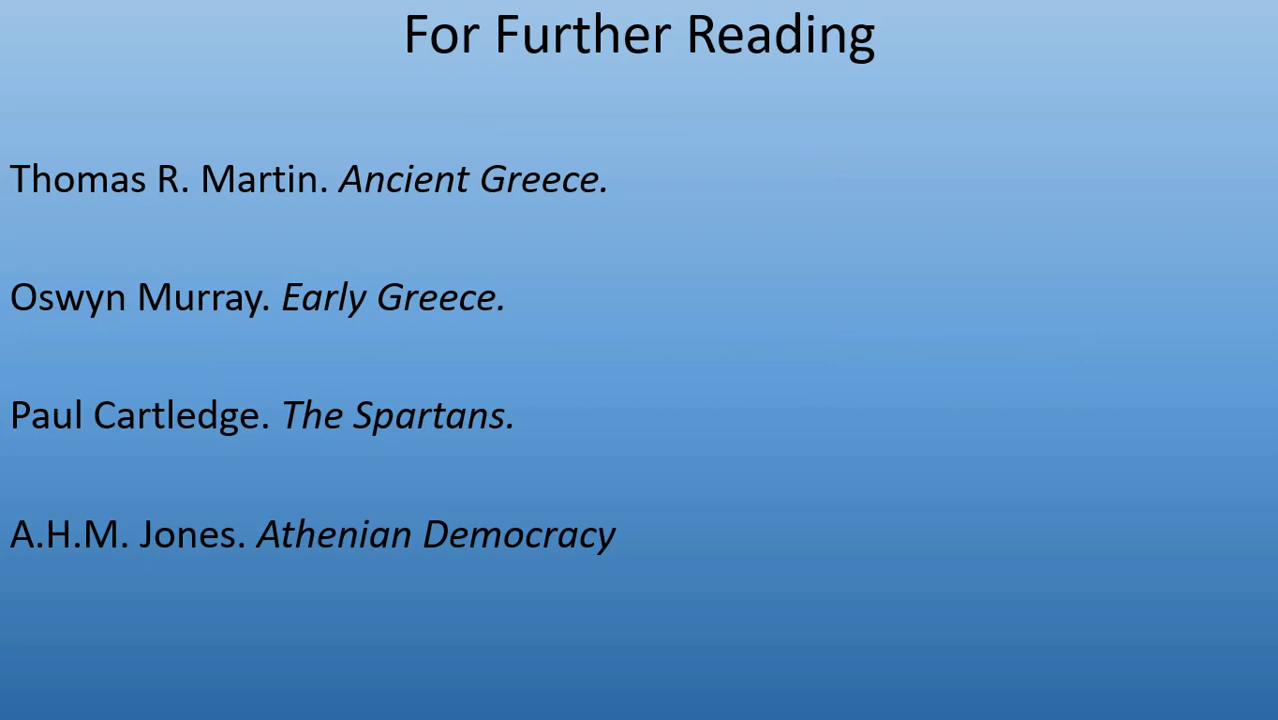 For Further Reading
Thomas R. Martin. Ancient Greece.
Oswyn Murray. Early Greece.
Paul Cartledge. The Spartans.
A.H.M. Jones. Athenian Democracy